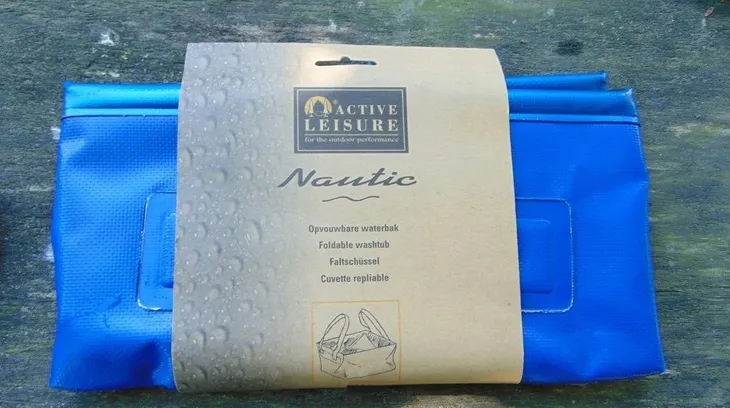 ACTIVE
LEISURE
for the outdoor performance
Nautic
Opvouwbare waterbak
Foldable washtub
Faltschüssel
Cuvette repliable